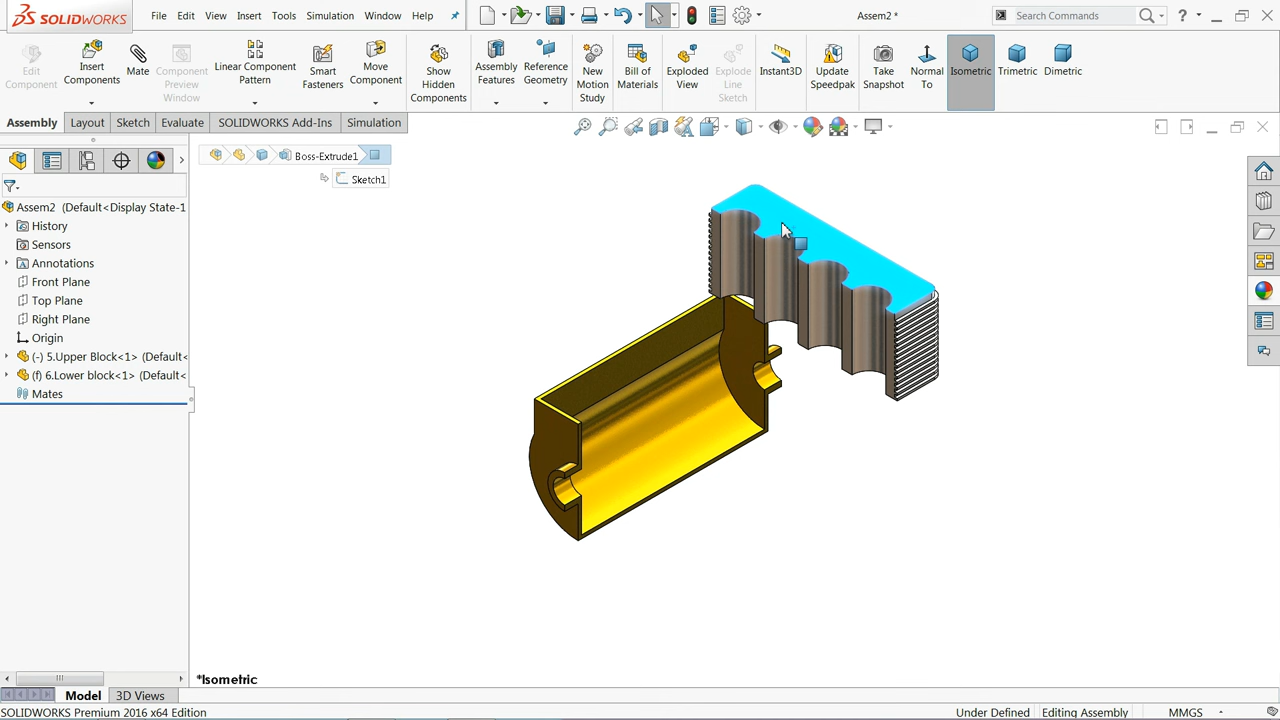 SOLIDWORKS
File Edit View Insert Tools Simulation Window Help
Assem2 *
Search Commands
?
Edit Component
Insert Components
Mate
Component Preview Window
Linear Component Pattern
Smart Fasteners
Move Component
Show Hidden Components
Assembly Features
Reference Geometry
New Motion Study
Bill of Materials
Exploded View
Explode Line Sketch
Instant3D
Update Speedpak
Take Snapshot
Normal To
Isometric
Trimetric
Dimetric
Assembly Layout Sketch Evaluate SOLIDWORKS Add-Ins Simulation
Boss-Extrude1
Sketch1
Assem2 (Default<Display State-1
History
Sensors
Annotations
Front Plane
Top Plane
Right Plane
Origin
(-) 5.Upper Block<1> (Default<
(f) 6.Lower block<1> (Default<
Mates
*Isometric
Model 3D Views
SOLIDWORKS Premium 2016 x64 Edition
Under Defined Editing Assembly MMGS